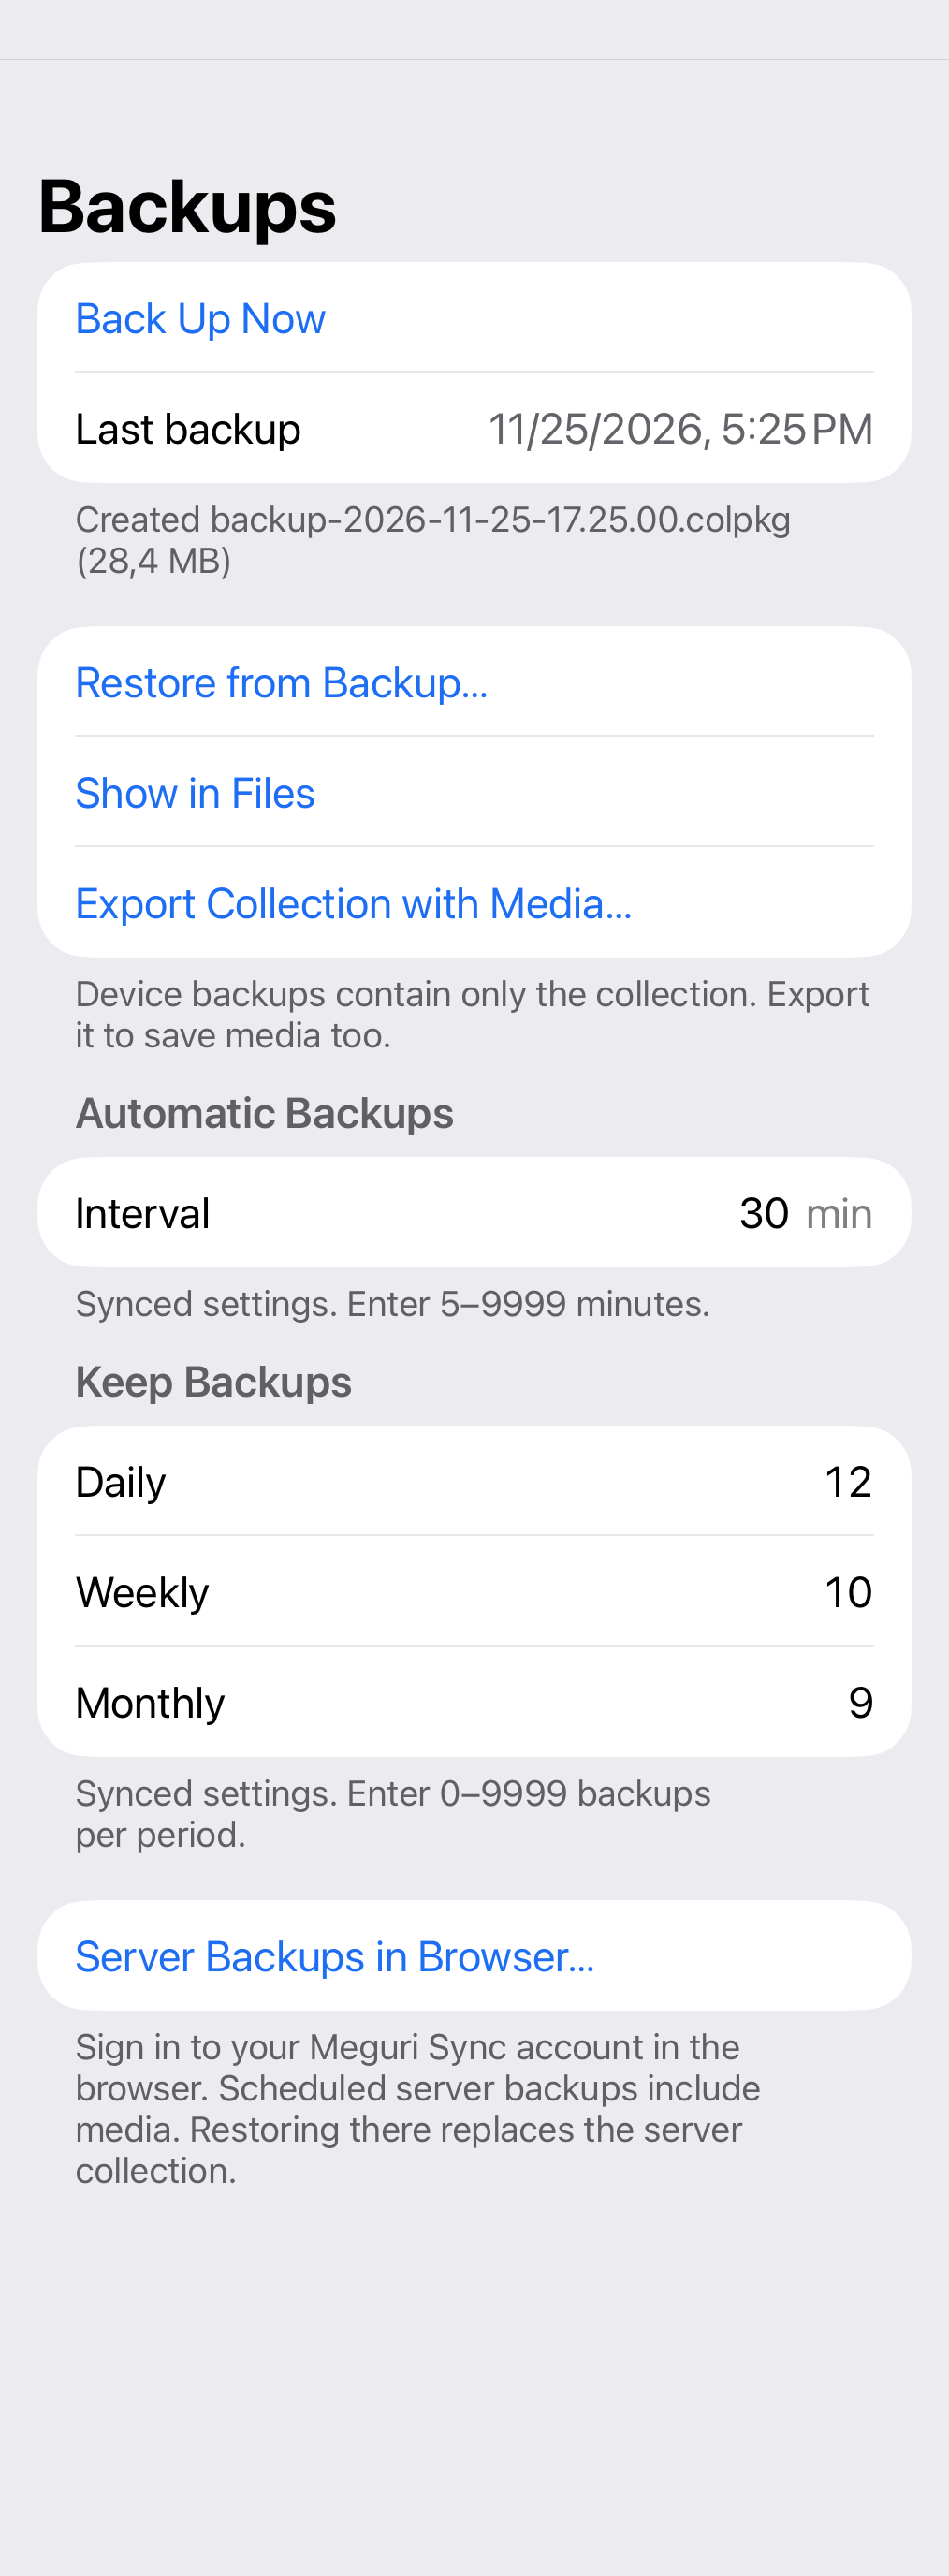 Backups
Back Up Now
Last backup 11/25/2026, 5:25 PM
Created backup-2026-11-25-17.25.00.colpkg
(28,4 MB)
Restore from Backup...
Show in Files
Export Collection with Media...
Device backups contain only the collection. Export
it to save media too.
Automatic Backups
Interval 30 min
Synced settings. Enter 5–9999 minutes.
Keep Backups
Daily 12
Weekly 10
Monthly 9
Synced settings. Enter 0–9999 backups
per period.
Server Backups in Browser...
Sign in to your Meguri Sync account in the
browser. Scheduled server backups include
media. Restoring there replaces the server
collection.